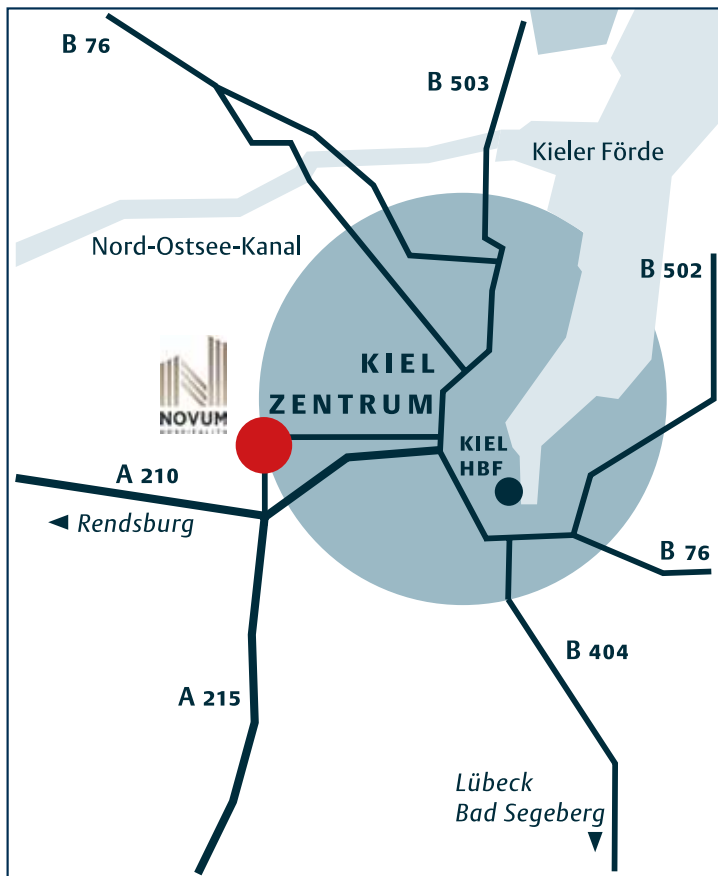 B 76
B 503
Kieler Förde
Nord-Ostsee-Kanal
B 502
KIEL
ZENTRUM
NOVUM
HOSPITALITY
KIEL
HBF
A 210
Rendsburg
B 76
B 404
A 215
Lübeck
Bad Segeberg